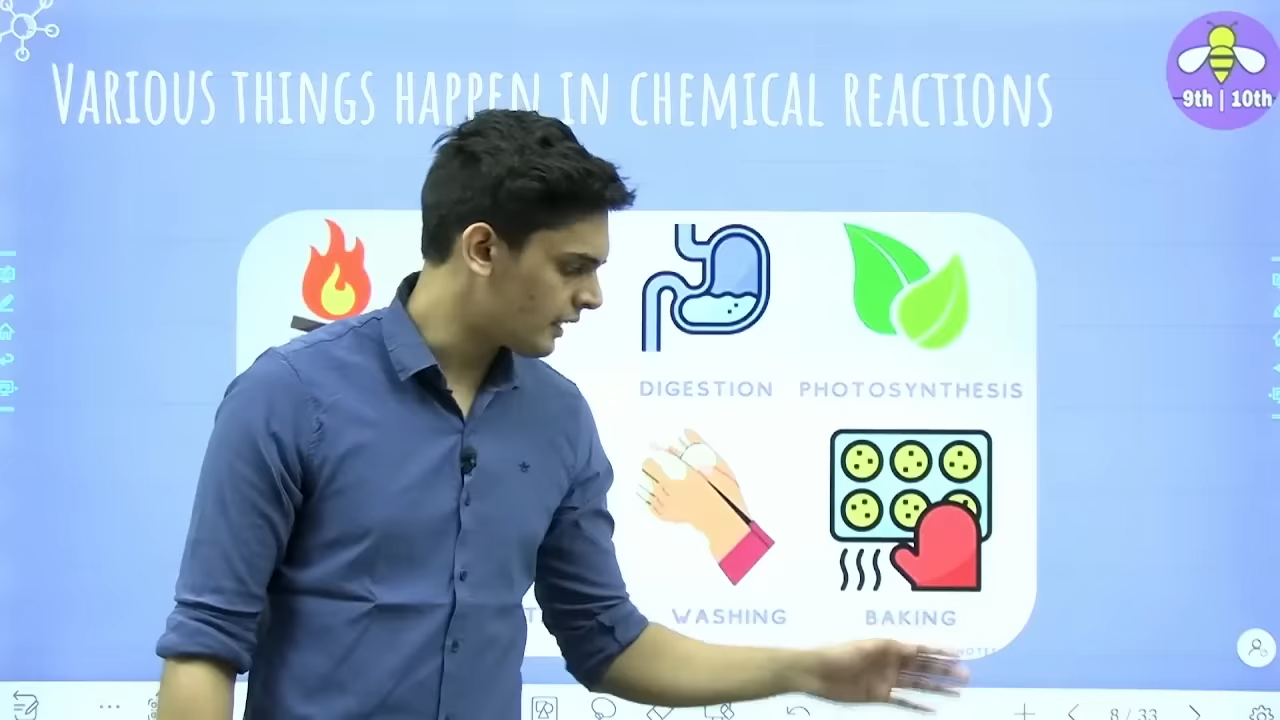 VARIOUS THINGS HAPPEN IN CHEMICAL REACTIONS
9th | 10th
DIGESTION PHOTOSYNTHESIS
WASHING BAKING
8 / 33